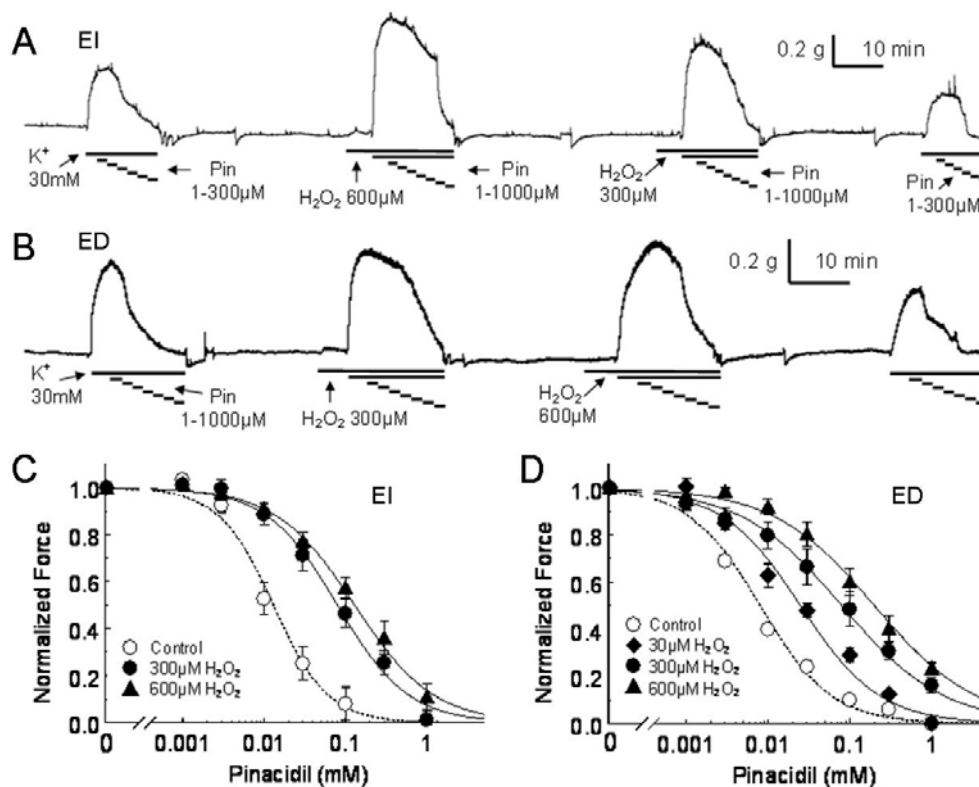 A
EI
0.2 g
10 min
K⁺
30mM
Pin
1-300µM
H₂O₂ 600µM
Pin
1-1000µM
H₂O₂
300µM
Pin
1-1000µM
Pin
1-300µM
B
ED
0.2 g
10 min
K⁺
30mM
Pin
1-1000µM
H₂O₂ 300µM
H₂O₂
600µM
C
EI
Normalized Force
1.0
0.8
0.6
0.4
0.2
0.0
Control
300µM H₂O₂
600µM H₂O₂
0 0.001 0.01 0.1 1
Pinacidil (mM)
D
ED
Normalized Force
1.0
0.8
0.6
0.4
0.2
0.0
Control
30µM H₂O₂
300µM H₂O₂
600µM H₂O₂
0 0.001 0.01 0.1 1
Pinacidil (mM)